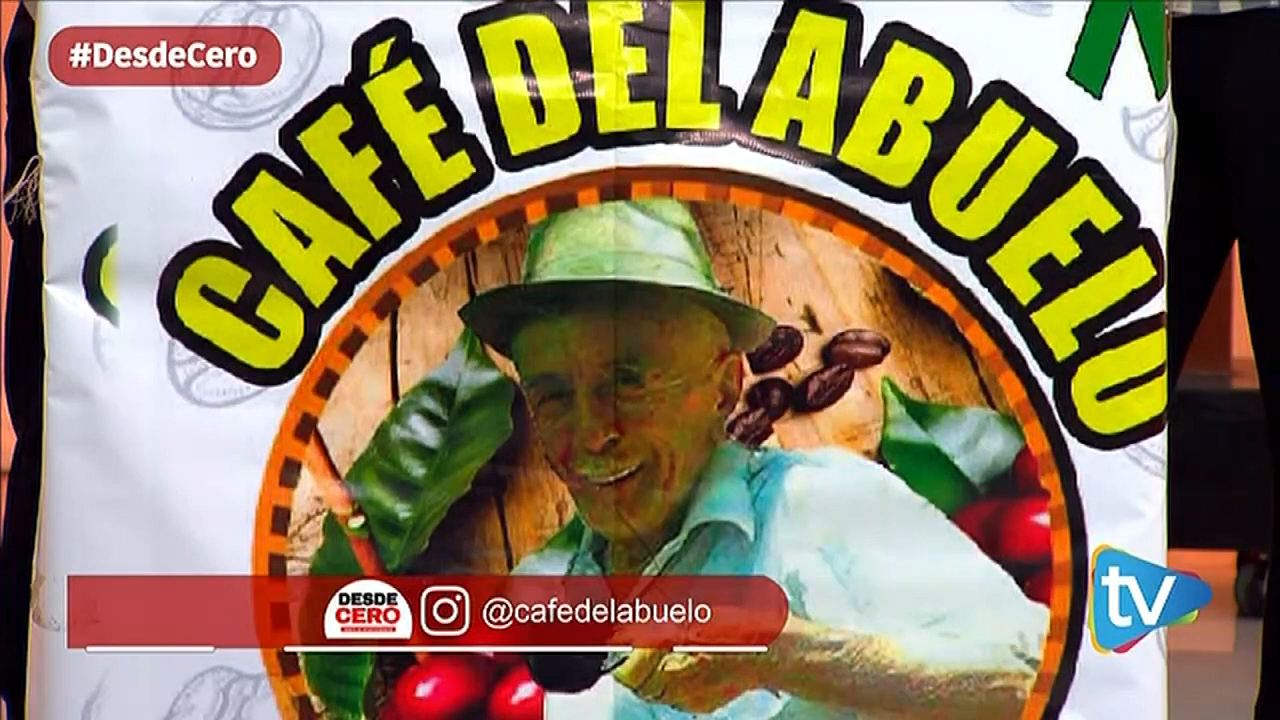 #DesdeCero
CAFÉ DEL ABUELO
DESDE
CERO
@cafedelabuelo
tv